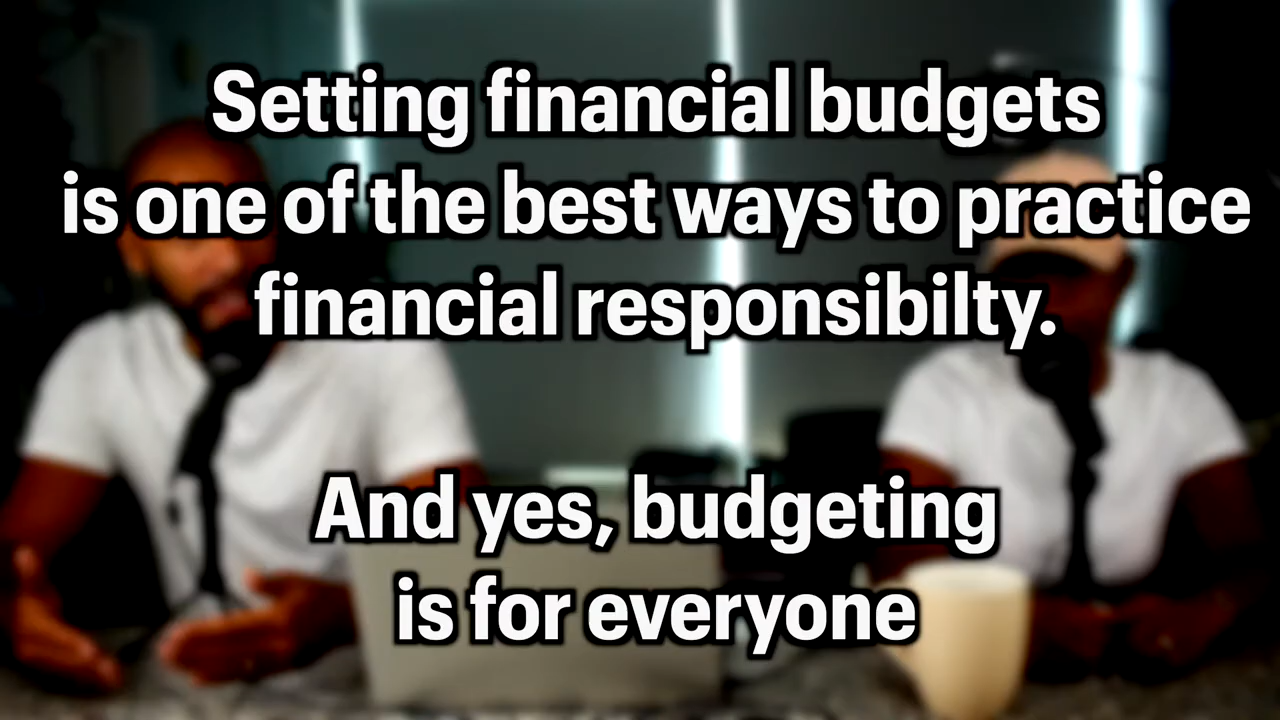 Setting financial budgets
is one of the best ways to practice
financial responsibilty.
And yes, budgeting
is for everyone